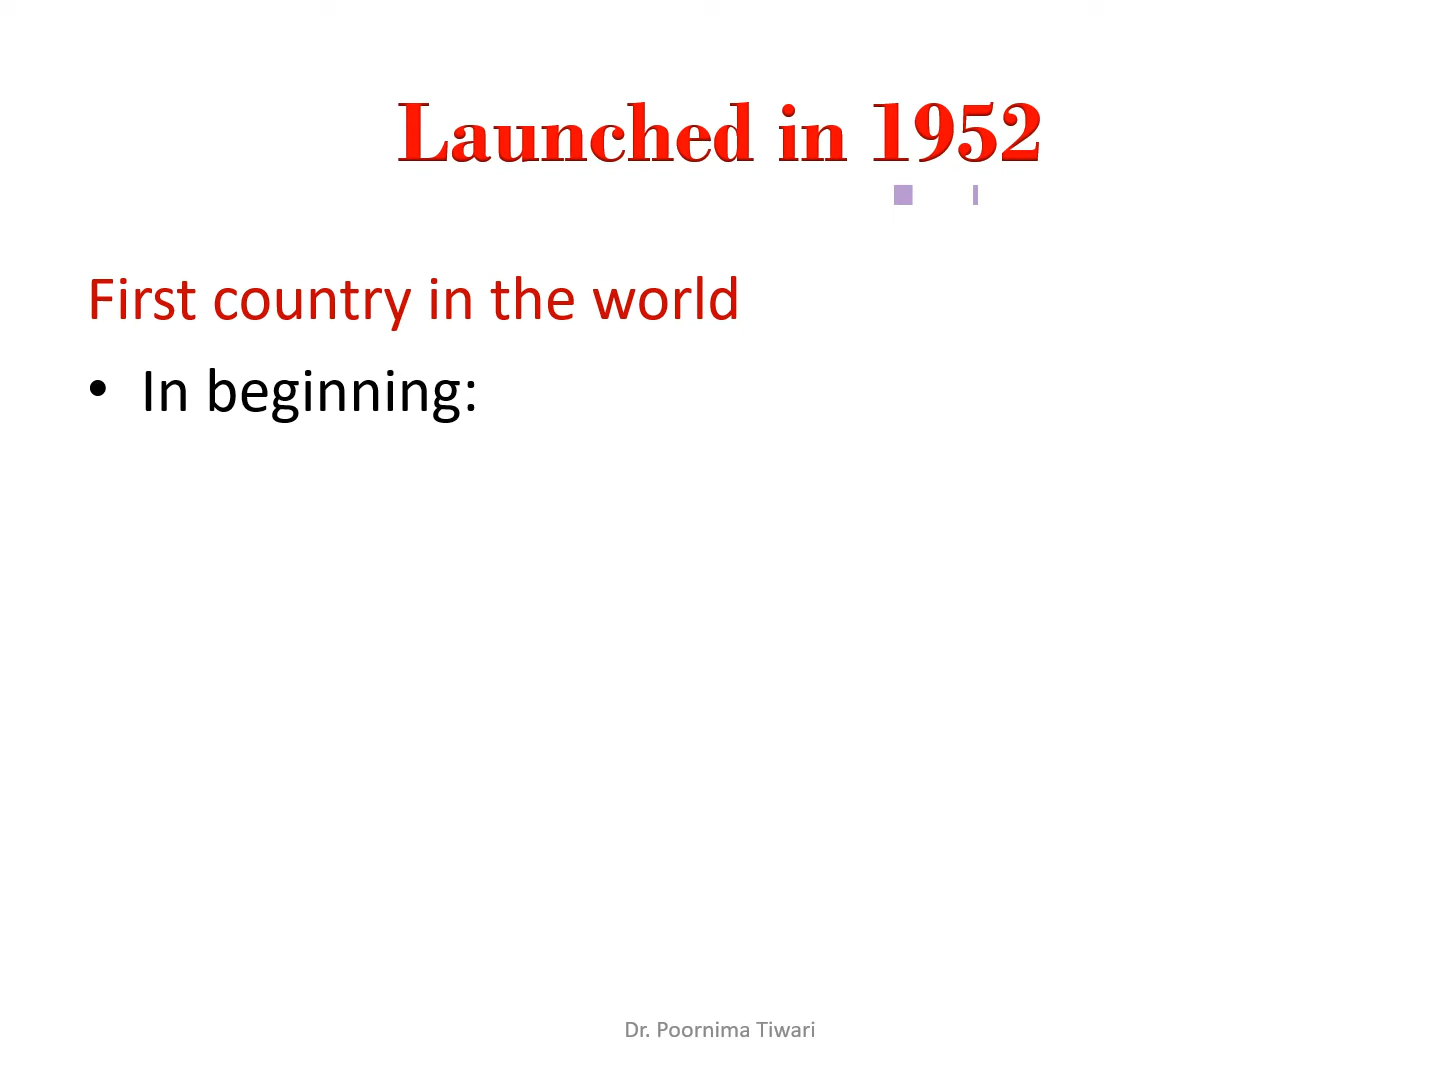 Launched in 1952
First country in the world
• In beginning:
Dr. Poornima Tiwari